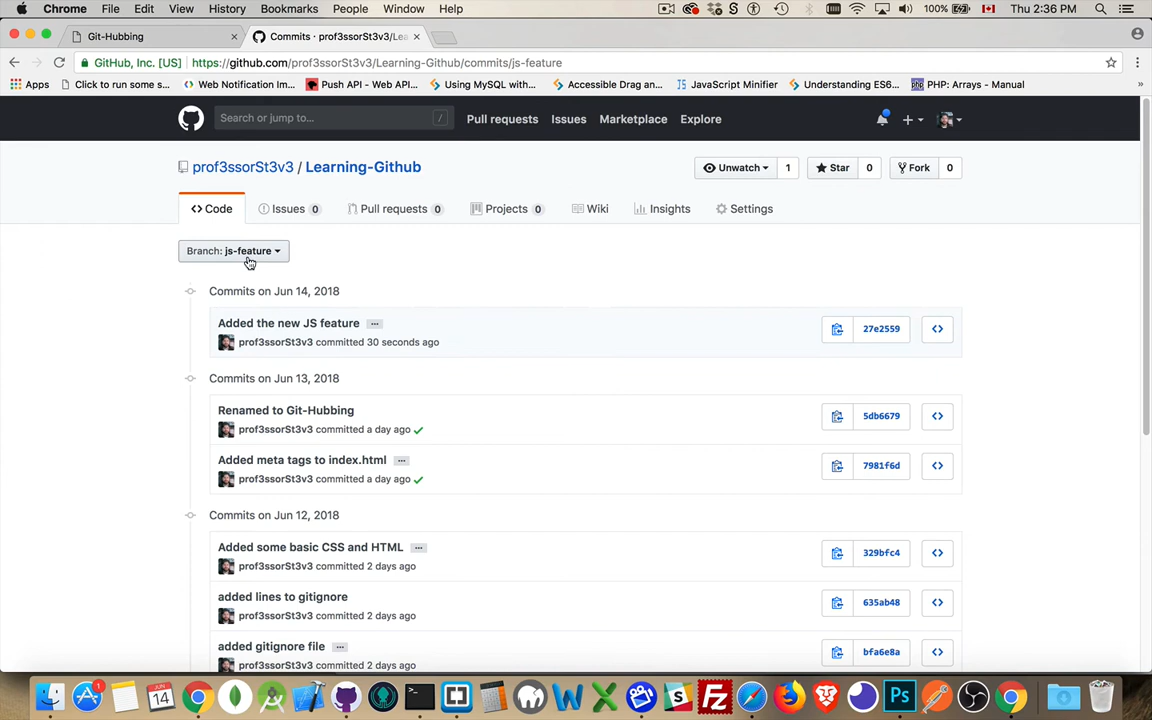 Chrome File Edit View History Bookmarks People Window Help 100% Thu 2:36 PM
Git-Hubbing × Commits · prof3ssorSt3v3/Lea ×
GitHub, Inc. [US] https://github.com/prof3ssorSt3v3/Learning-Github/commits/js-feature
Apps Click to run some s... Web Notification Im... Push API - Web API... Using MySQL with... Accessible Drag an... JavaScript Minifier Understanding ES6... PHP: Arrays - Manual »
Search or jump to... / Pull requests Issues Marketplace Explore
prof3ssorSt3v3 / Learning-Github Unwatch 1 Star 0 Fork 0
Code Issues 0 Pull requests 0 Projects 0 Wiki Insights Settings
Branch: js-feature
Commits on Jun 14, 2018
Added the new JS feature ...
27e2559
prof3ssorSt3v3 committed 30 seconds ago
Commits on Jun 13, 2018
Renamed to Git-Hubbing
5db6679
prof3ssorSt3v3 committed a day ago
Added meta tags to index.html ...
7981f6d
prof3ssorSt3v3 committed a day ago
Commits on Jun 12, 2018
Added some basic CSS and HTML ...
329bfc4
prof3ssorSt3v3 committed 2 days ago
added lines to gitignore
635ab48
prof3ssorSt3v3 committed 2 days ago
added gitignore file ...
bfa6e8a
prof3ssorSt3v3 committed 2 days ago